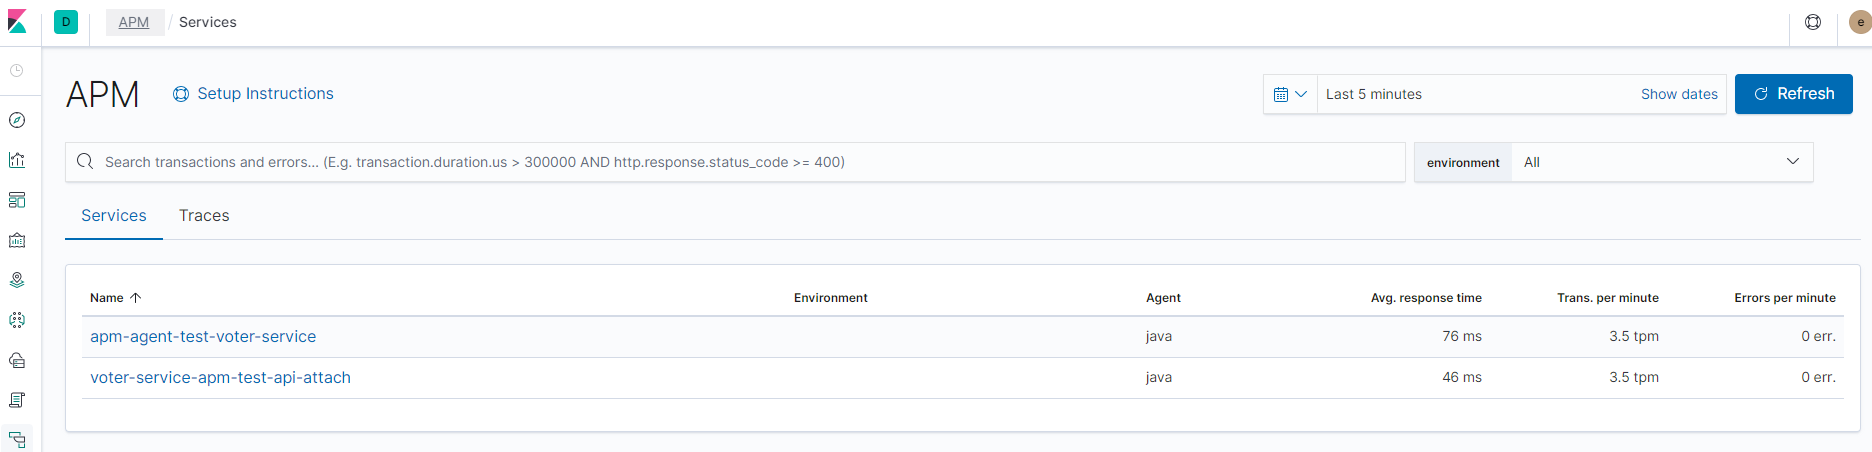 D APM / Services e
APM Setup Instructions Last 5 minutes Show dates Refresh
Search transactions and errors... (E.g. transaction.duration.us > 300000 AND http.response.status_code >= 400) environment All
Services Traces
Name Environment Agent Avg. response time Trans. per minute Errors per minute
apm-agent-test-voter-service java 76 ms 3.5 tpm 0 err.
voter-service-apm-test-api-attach java 46 ms 3.5 tpm 0 err.